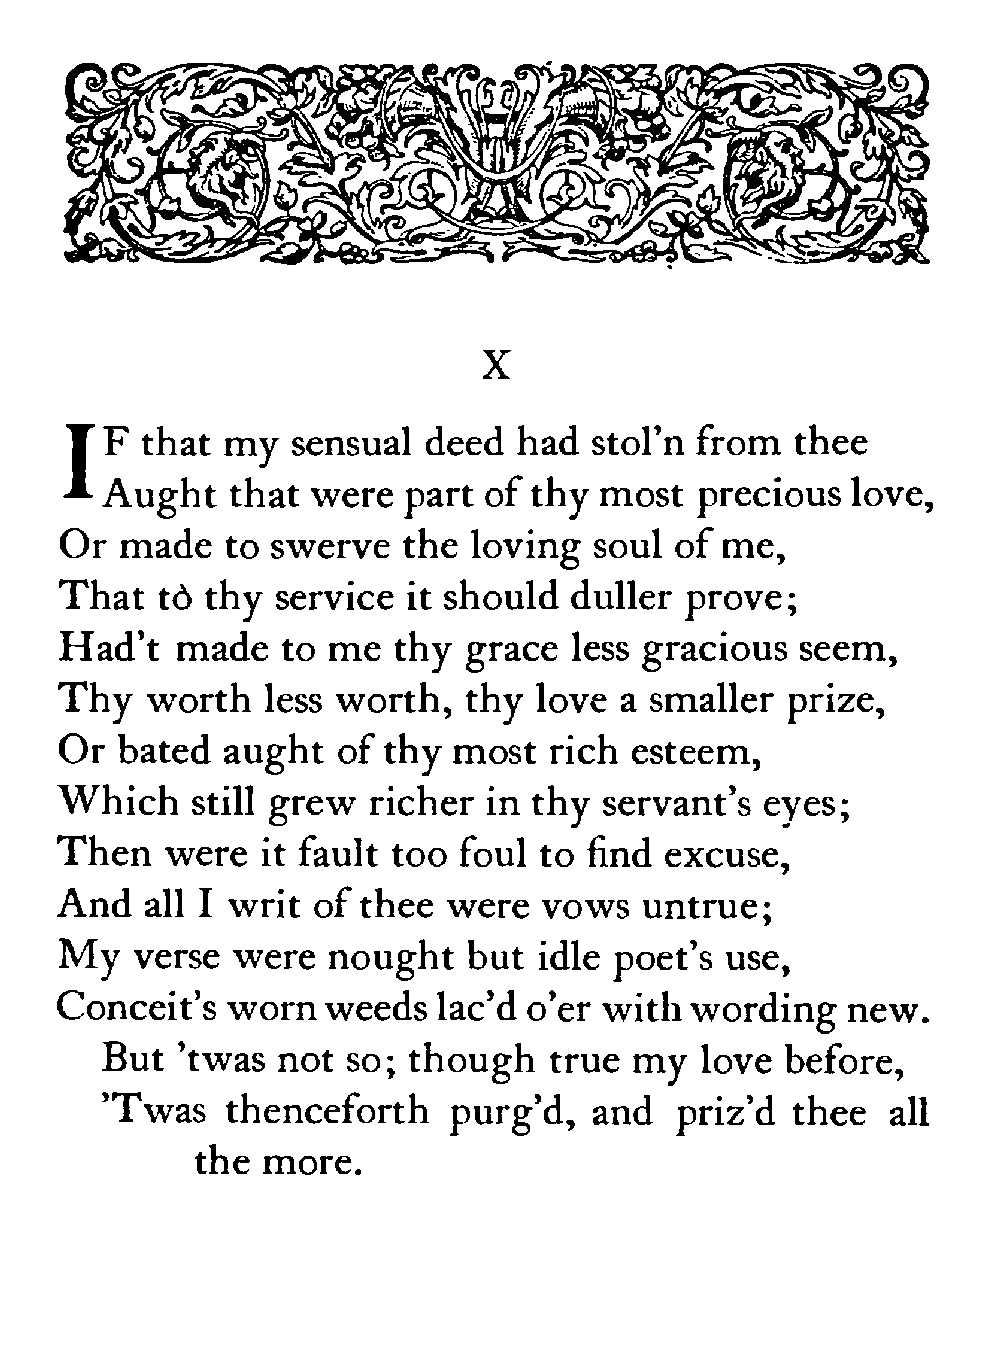 X
IF that my sensual deed had stol'n from thee
Aught that were part of thy most precious love,
Or made to swerve the loving soul of me,
That tò thy service it should duller prove;
Had't made to me thy grace less gracious seem,
Thy worth less worth, thy love a smaller prize,
Or bated aught of thy most rich esteem,
Which still grew richer in thy servant's eyes;
Then were it fault too foul to find excuse,
And all I writ of thee were vows untrue;
My verse were nought but idle poet's use,
Conceit's worn weeds lac'd o'er with wording new.
But 'twas not so; though true my love before,
'Twas thenceforth purg'd, and priz'd thee all
the more.